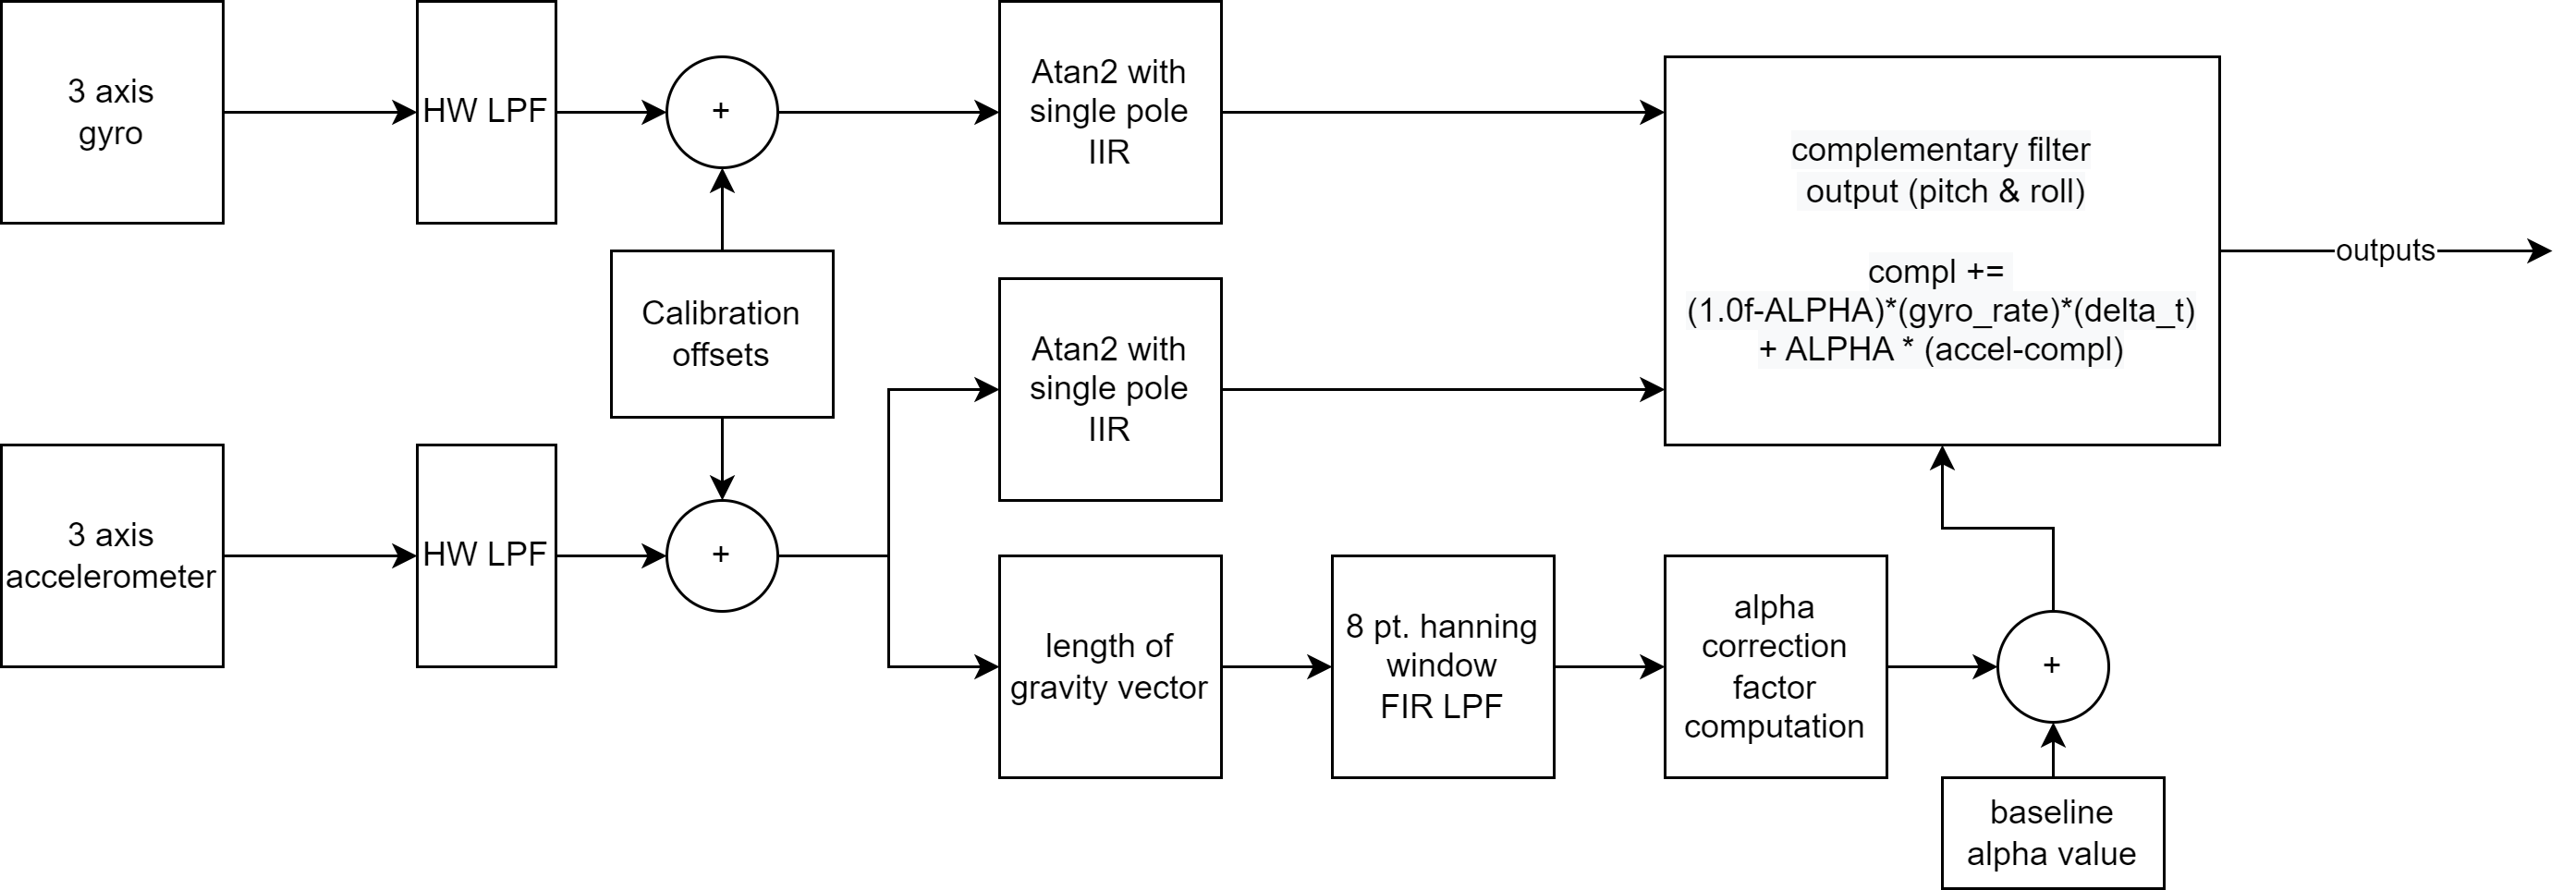 3 axis
gyro
HW LPF
+
Atan2 with
single pole
IIR
complementary filter
output (pitch & roll)
compl +=
(1.0f-ALPHA)*(gyro_rate)*(delta_t)
+ ALPHA * (accel-compl)
outputs
Calibration
offsets
Atan2 with
single pole
IIR
3 axis
accelerometer
HW LPF
+
length of
gravity vector
8 pt. hanning
window
FIR LPF
alpha
correction
factor
computation
+
baseline
alpha value